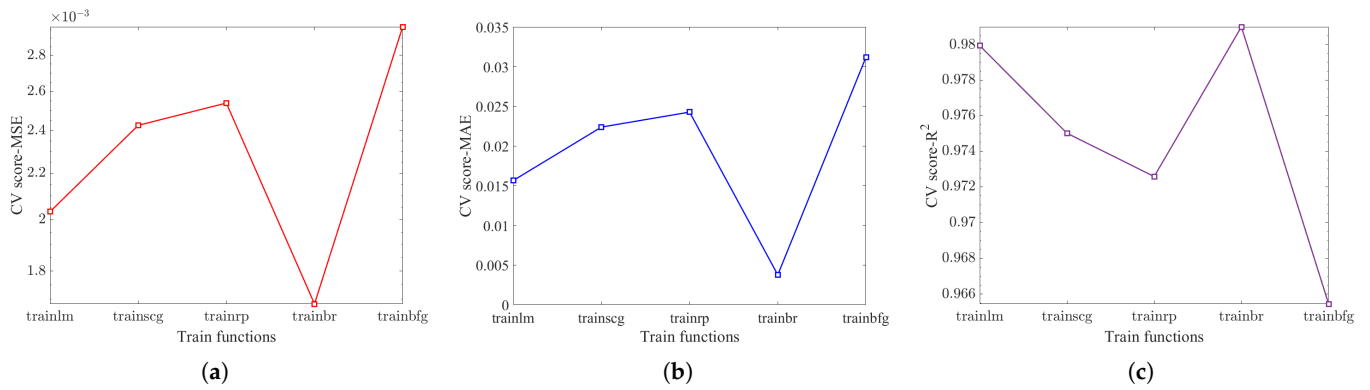 ×10⁻³
2.8
2.6
2.4
2.2
2
1.8
CV score-MSE
trainlm trainscg trainrp trainbr trainbfg
Train functions
(a)
0.035
0.03
0.025
0.02
0.015
0.01
0.005
0
CV score-MAE
trainlm trainscg trainrp trainbr trainbfg
Train functions
(b)
0.98
0.978
0.976
0.974
0.972
0.97
0.968
0.966
CV score-R²
trainlm trainscg trainrp trainbr trainbfg
Train functions
(c)